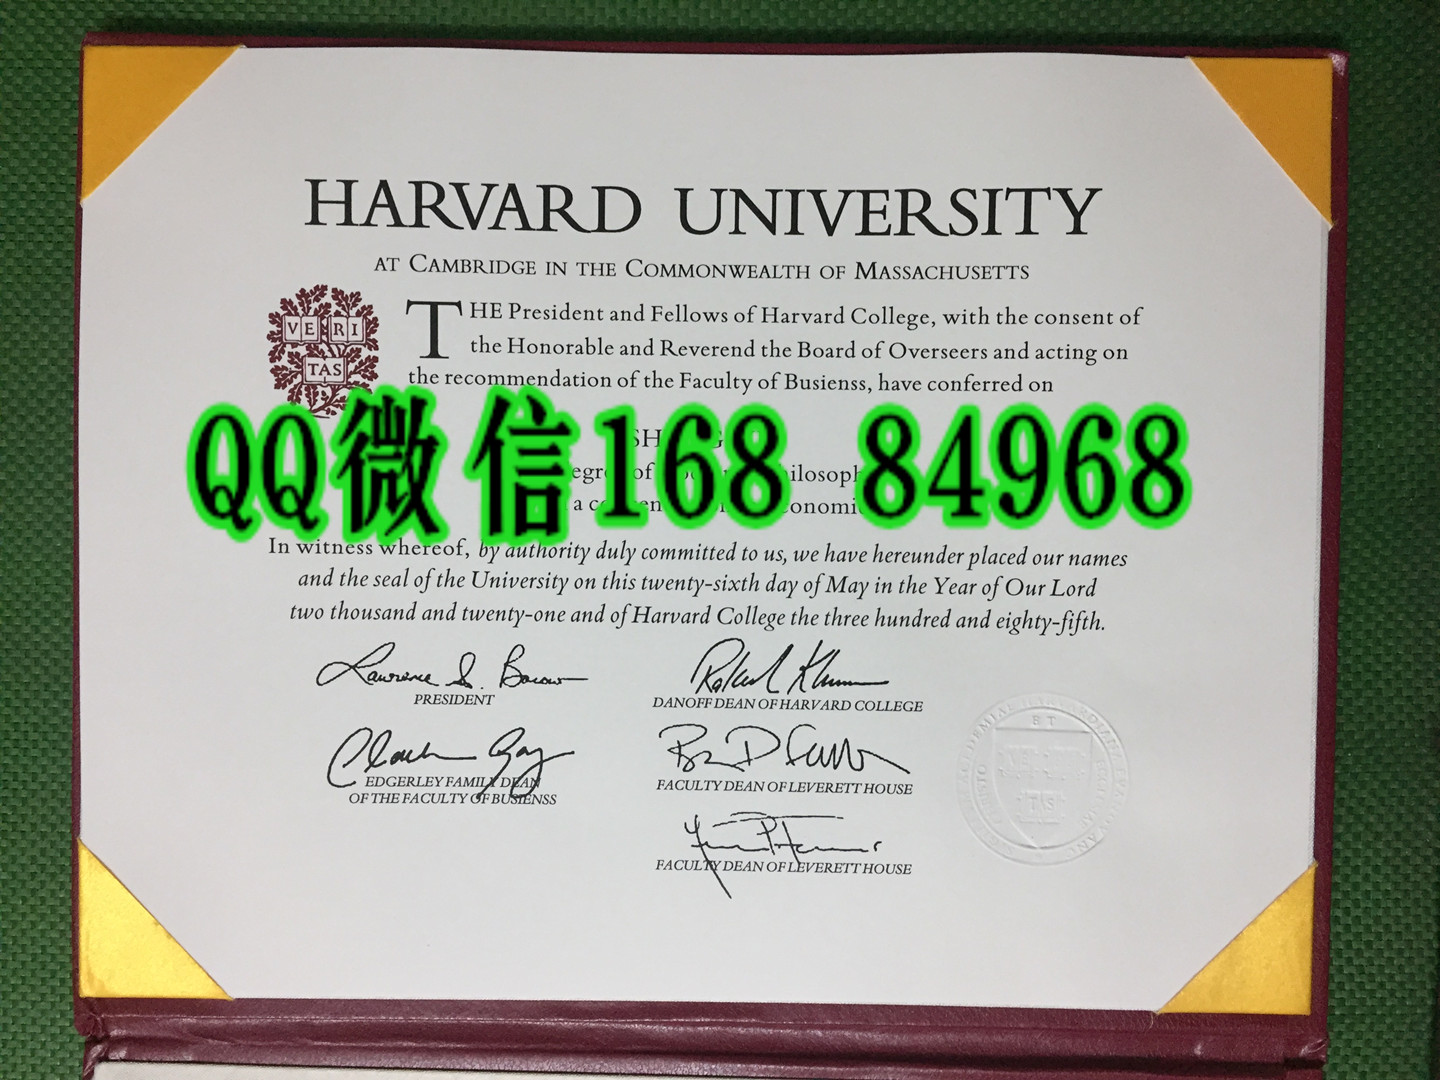 HARVARD UNIVERSITY
AT CAMBRIDGE IN THE COMMONWEALTH OF MASSACHUSETTS
VE RI
TAS
THE President and Fellows of Harvard College, with the consent of
the Honorable and Reverend the Board of Overseers and acting on
the recommendation of the Faculty of Busienss, have conferred on
QQ微信168 84968
In witness whereof, by authority duly committed to us, we have hereunder placed our names
and the seal of the University on this twenty-sixth day of May in the Year of Our Lord
two thousand and twenty-one and of Harvard College the three hundred and eighty-fifth.
PRESIDENT
DANOFF DEAN OF HARVARD COLLEGE
EDGERLEY FAMILY DEAN
OF THE FACULTY OF BUSIENSS
FACULTY DEAN OF LEVERETT HOUSE
FACULTY DEAN OF LEVERETT HOUSE